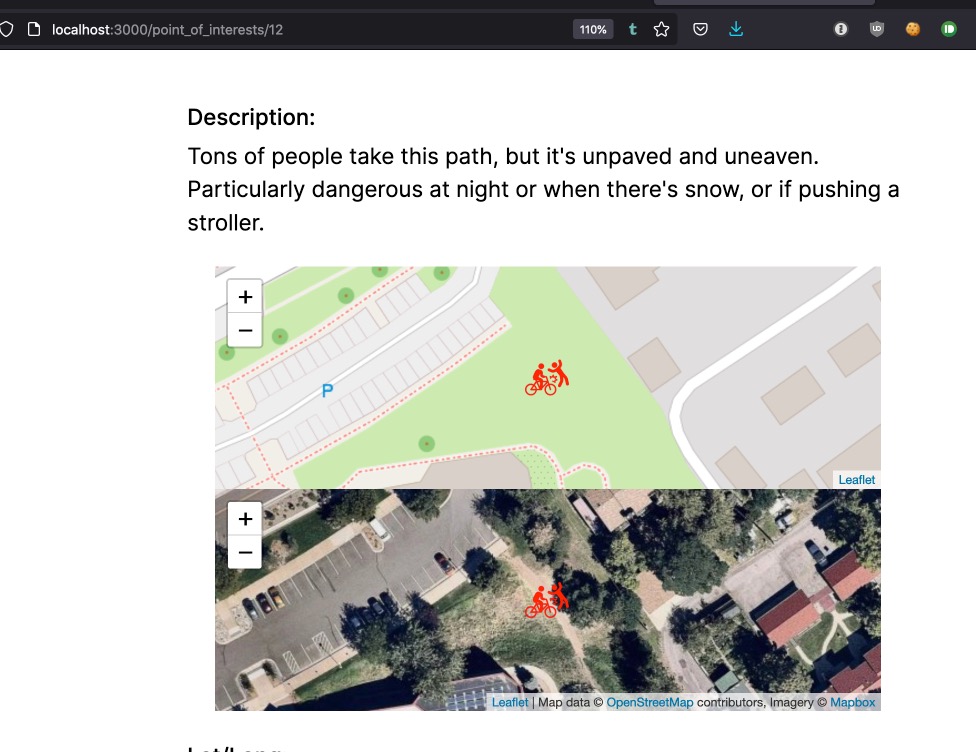 localhost:3000/point_of_interests/12
110%
t
Description:
Tons of people take this path, but it's unpaved and uneaven.
Particularly dangerous at night or when there's snow, or if pushing a
stroller.
+
−
P
Leaflet
+
−
Leaflet | Map data © OpenStreetMap contributors, Imagery © Mapbox